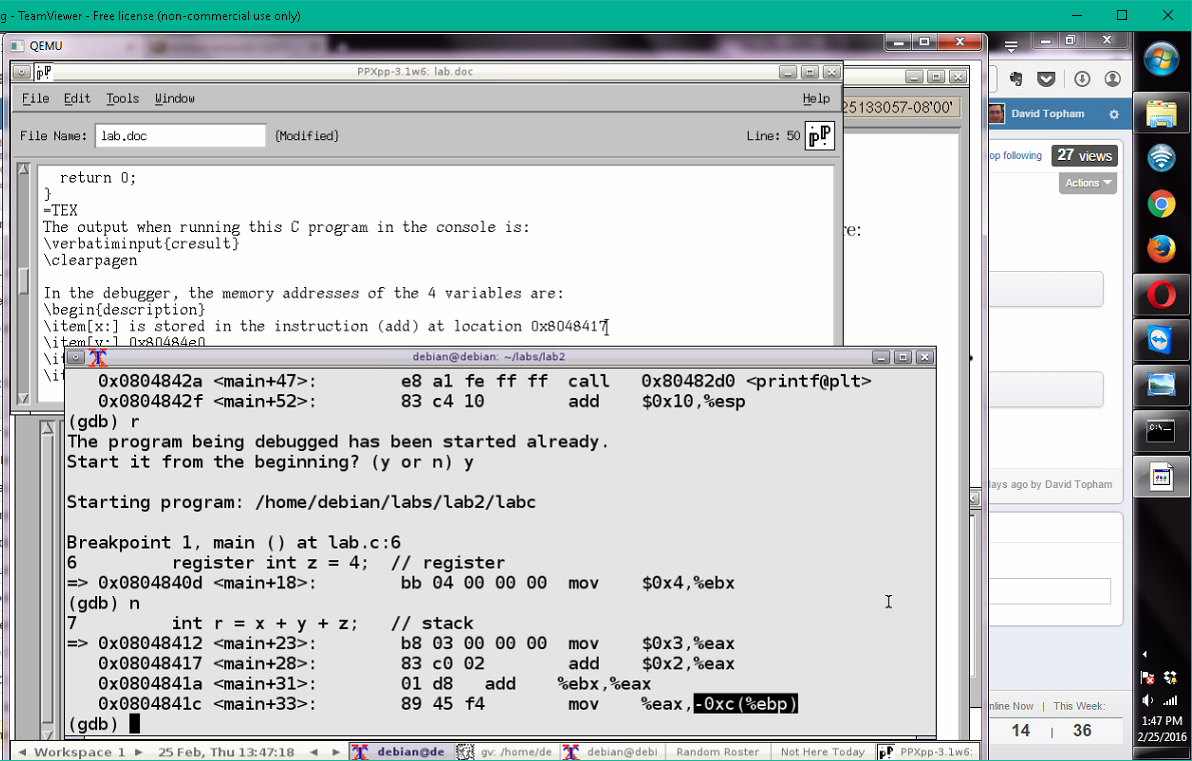 g - TeamViewer - Free license (non-commercial use only)
QEMU
PPXpp-3.1w6: lab.doc
File Edit Tools Window Help
File Name: lab.doc (Modified) Line: 50
return 0;
}
=TEX
The output when running this C program in the console is:
\verbatiminput{cresult}
\clearpagen
In the debugger, the memory addresses of the 4 variables are:
\begin{description}
\item[x:] is stored in the instruction (add) at location 0x8048417
\item[y:] 0x80484e0
25133057-08'00'
re:
debian@debian: ~/labs/lab2
0x0804842a <main+47>: e8 a1 fe ff ff call 0x80482d0 <printf@plt>
0x0804842f <main+52>: 83 c4 10 add $0x10,%esp
(gdb) r
The program being debugged has been started already.
Start it from the beginning? (y or n) y
Starting program: /home/debian/labs/lab2/labc
Breakpoint 1, main () at lab.c:6
6 register int z = 4; // register
=> 0x0804840d <main+18>: bb 04 00 00 00 mov $0x4,%ebx
(gdb) n
7 int r = x + y + z; // stack
=> 0x08048412 <main+23>: b8 03 00 00 00 mov $0x3,%eax
0x08048417 <main+28>: 83 c0 02 add $0x2,%eax
0x0804841a <main+31>: 01 d8 add %ebx,%eax
0x0804841c <main+33>: 89 45 f4 mov %eax,-0xc(%ebp)
(gdb)
Workspace 1 25 Feb, Thu 13:47:18 debian@de gv: /home/de debian@debi Random Roster Not Here Today PPXpp-3.1w6:
David Topham
op following 27 views
Actions
days ago by David Topham
nline Now | This Week:
14 | 36
1:47 PM
2/25/2016